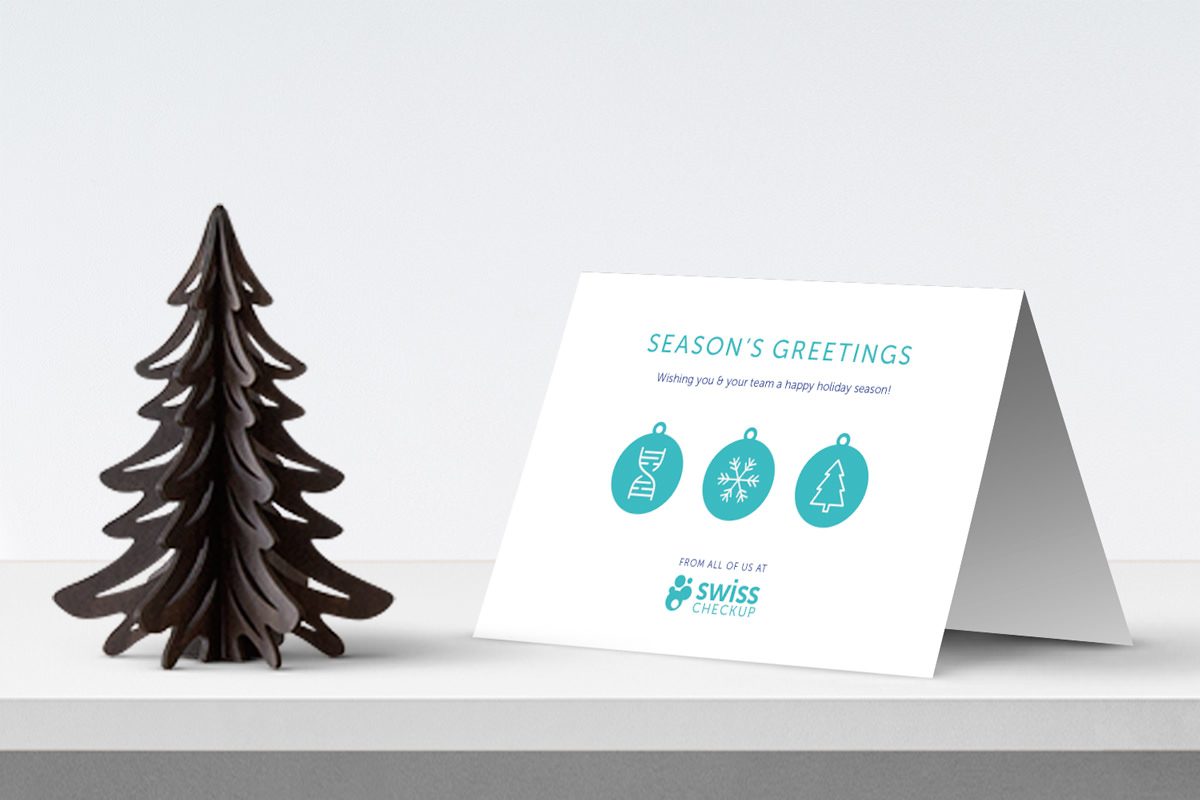 SEASON'S GREETINGS
Wishing you & your team a happy holiday season!
FROM ALL OF US AT
swiss
CHECKUP